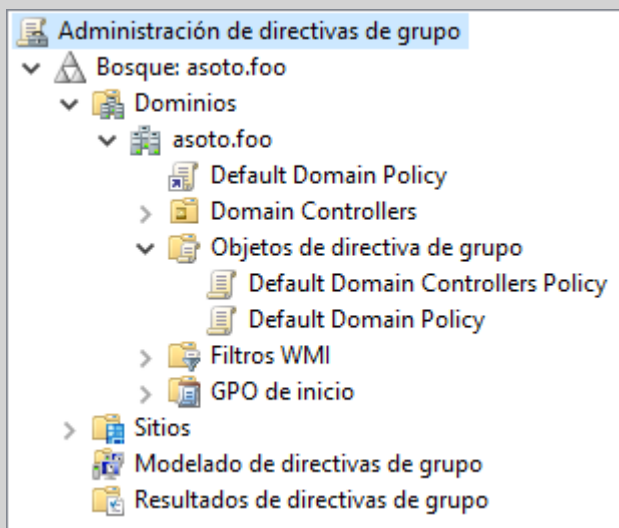 Administración de directivas de grupo
Bosque: asoto.foo
Dominios
asoto.foo
Default Domain Policy
Domain Controllers
Objetos de directiva de grupo
Default Domain Controllers Policy
Default Domain Policy
Filtros WMI
GPO de inicio
Sitios
Modelado de directivas de grupo
Resultados de directivas de grupo